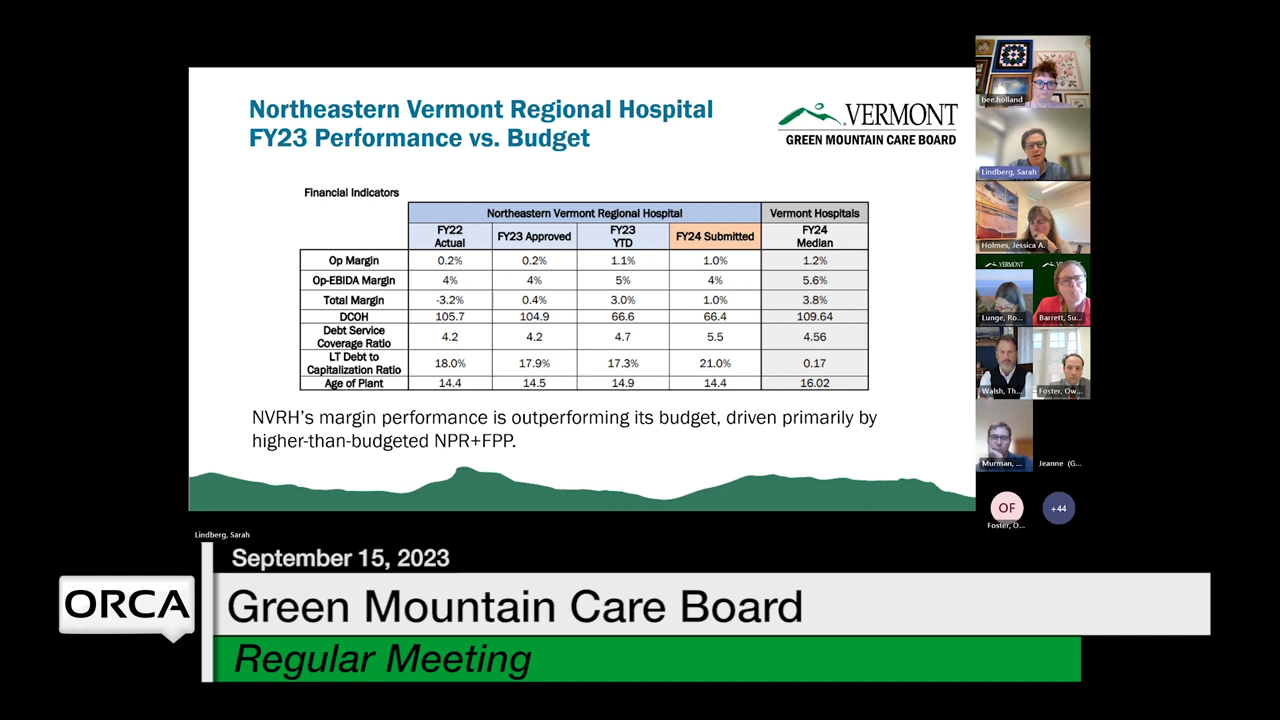 Northeastern Vermont Regional Hospital
FY23 Performance vs. Budget
VERMONT
GREEN MOUNTAIN CARE BOARD
Financial Indicators
Northeastern Vermont Regional Hospital Vermont Hospitals
FY22 Actual FY23 Approved FY23 YTD FY24 Submitted FY24 Median
Op Margin 0.2% 0.2% 1.1% 1.0% 1.2%
Op-EBIDA Margin 4% 4% 5% 4% 5.6%
Total Margin -3.2% 0.4% 3.0% 1.0% 3.8%
DCOH 105.7 104.9 66.6 66.4 109.64
Debt Service Coverage Ratio 4.2 4.2 4.7 5.5 4.56
LT Debt to Capitalization Ratio 18.0% 17.9% 17.3% 21.0% 0.17
Age of Plant 14.4 14.5 14.9 14.4 16.02
NVRH's margin performance is outperforming its budget, driven primarily by
higher-than-budgeted NPR+FPP.
bee.holland
Lindberg, Sarah
Holmes, Jessica A.
VERMONT
VERMONT
Lunge, Ro...
Barrett, Su...
Walsh, Th...
Foster, Ow...
Murman, ...
Jeanne (G...
OF
+44
Foster, O...
Lindberg, Sarah
September 15, 2023
ORCA
Green Mountain Care Board
Regular Meeting